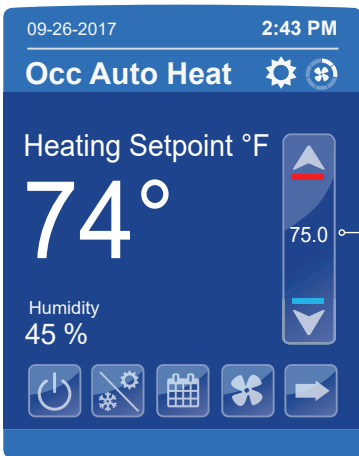 09-26-2017 2:43 PM
Occ Auto Heat
Heating Setpoint °F
74°
75.0
Humidity
45 %